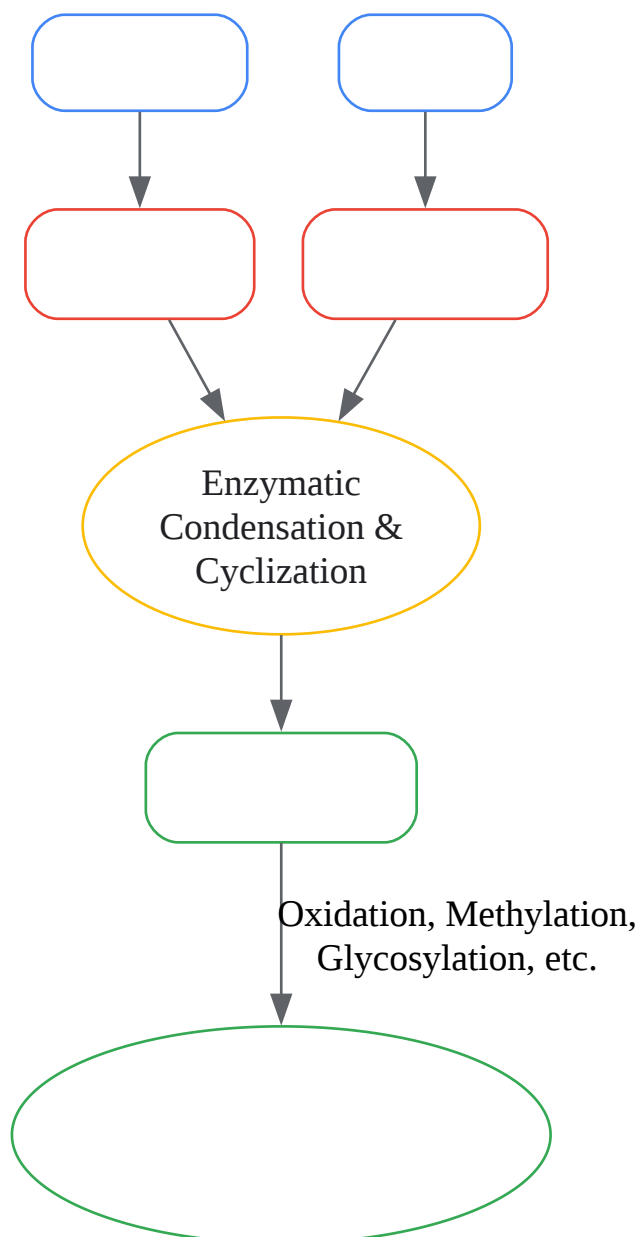 Enzymatic
Condensation &
Cyclization
Oxidation, Methylation,
Glycosylation, etc.